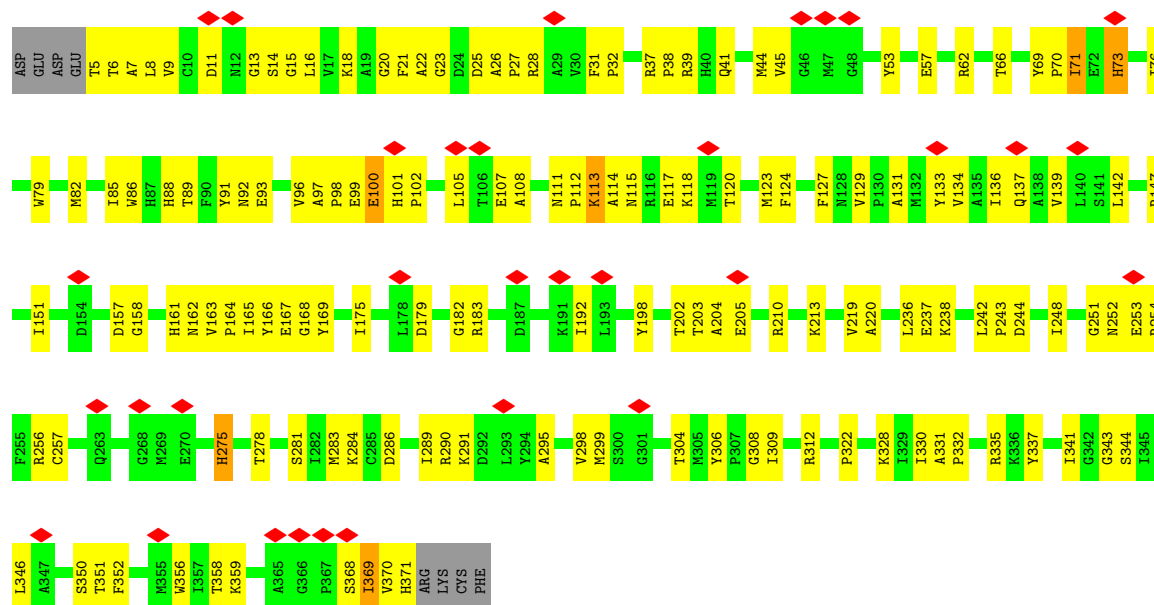 ASP GLU ASP GLU T5 T6 A7 L8 V9 C10 D11 N12 G13 S14 G15 L16 V17 K18 A19 G20 F21 A22 G23 D24 D25 A26 P27 R28 A29 V30 F31 P32 R37 P38 R39 H40 Q41 M44 V45 G46 M47 G48 Y53 E57 R62 T66 Y69 P70 I71 E72 H73
W79 M82 I85 W86 H87 H88 T89 F90 Y91 N92 E93 V96 A97 P98 E99 E100 H101 P102 L105 T106 E107 A108 N111 P112 K113 A114 N115 R116 E117 K118 M119 T120 M123 F124 F127 N128 V129 P130 A131 M132 Y133 V134 A135 I136 Q137 A138 V139 L140 S141 L142
I151 D154 D157 G158 H161 N162 V163 P164 I165 Y166 E167 G168 Y169 I175 L178 D179 G182 R183 D187 K191 I192 L193 Y198 T202 T203 A204 E205 R210 K213 V219 A220 L236 E237 K238 L242 P243 D244 I248 G251 N252 E253
F255 R256 C257 Q263 G268 M269 E270 H275 T278 S281 I282 M283 K284 C285 D286 I289 R290 K291 D292 L293 Y294 A295 V298 M299 S300 G301 T304 M305 Y306 P307 G308 I309 R312 P322 K328 I329 I330 A331 P332 R335 K336 Y337 I341 G342 G343 S344 I345
L346 A347 S350 T351 F352 M355 W356 I357 T358 K359 A365 G366 P367 S368 I369 V370 H371 ARG LYS CYS PHE